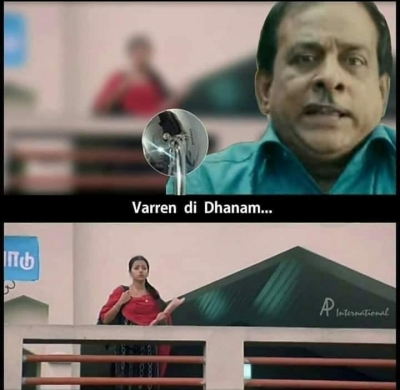 Varren di Dhanam...
ாடு
AP International